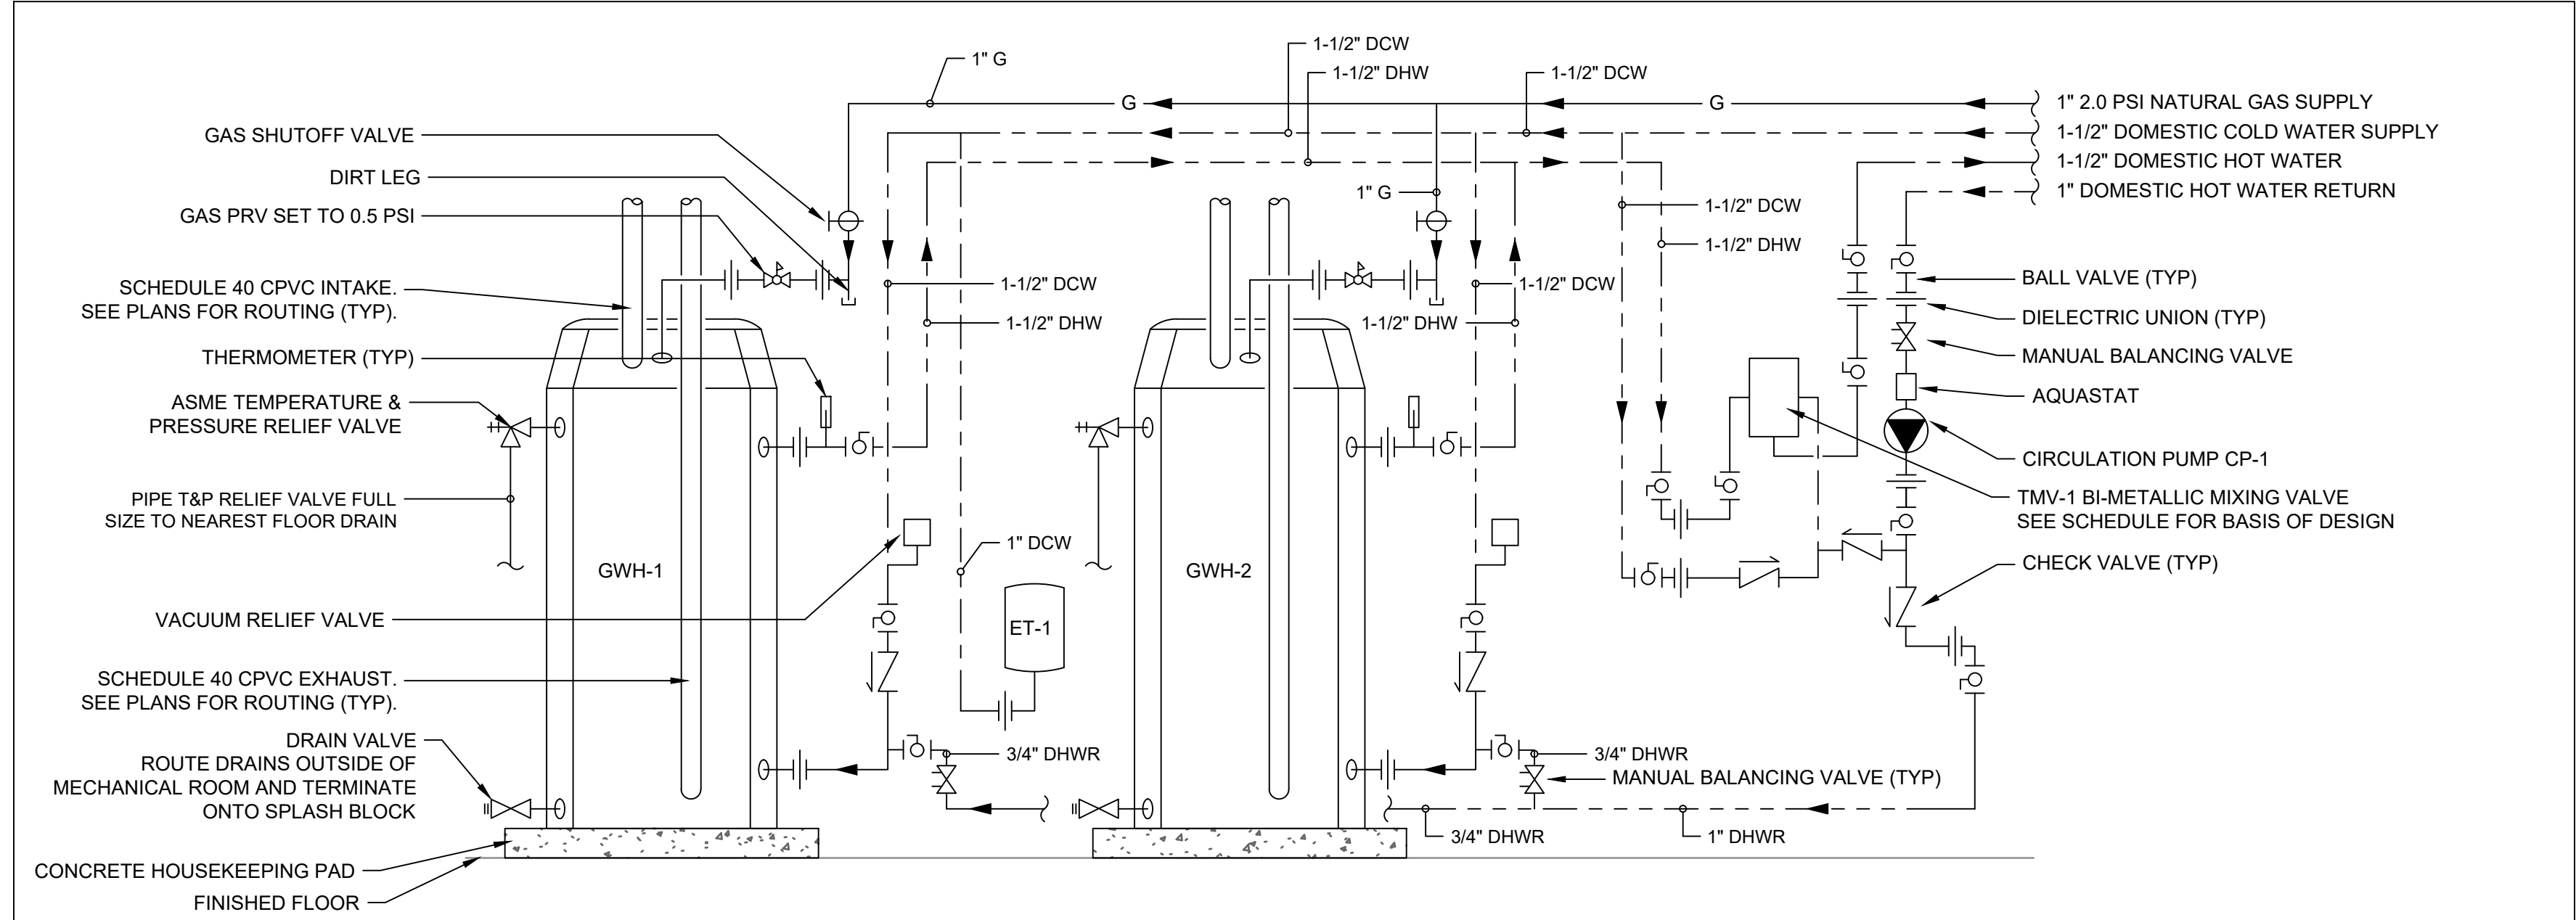 1" G
1-1/2" DCW
1-1/2" DHW
1-1/2" DCW
G
G
1" 2.0 PSI NATURAL GAS SUPPLY
1-1/2" DOMESTIC COLD WATER SUPPLY
1-1/2" DOMESTIC HOT WATER
1" DOMESTIC HOT WATER RETURN
GAS SHUTOFF VALVE
DIRT LEG
GAS PRV SET TO 0.5 PSI
SCHEDULE 40 CPVC INTAKE.
SEE PLANS FOR ROUTING (TYP).
THERMOMETER (TYP)
ASME TEMPERATURE &
PRESSURE RELIEF VALVE
PIPE T&P RELIEF VALVE FULL
SIZE TO NEAREST FLOOR DRAIN
VACUUM RELIEF VALVE
SCHEDULE 40 CPVC EXHAUST.
SEE PLANS FOR ROUTING (TYP).
DRAIN VALVE
ROUTE DRAINS OUTSIDE OF
MECHANICAL ROOM AND TERMINATE
ONTO SPLASH BLOCK
CONCRETE HOUSEKEEPING PAD
FINISHED FLOOR
GWH-1
1-1/2" DCW
1-1/2" DHW
1" DCW
ET-1
3/4" DHWR
1" G
GWH-2
1-1/2" DCW
1-1/2" DHW
1-1/2" DCW
1-1/2" DHW
3/4" DHWR
MANUAL BALANCING VALVE (TYP)
3/4" DHWR
1" DHWR
BALL VALVE (TYP)
DIELECTRIC UNION (TYP)
MANUAL BALANCING VALVE
AQUASTAT
CIRCULATION PUMP CP-1
TMV-1 BI-METALLIC MIXING VALVE
SEE SCHEDULE FOR BASIS OF DESIGN
CHECK VALVE (TYP)